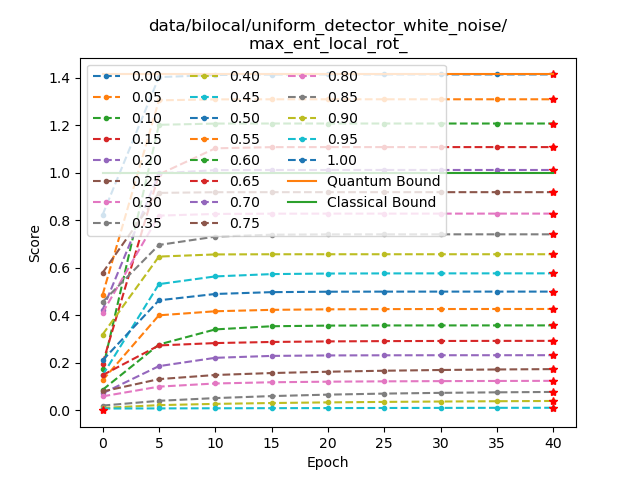 data/bilocal/uniform_detector_white_noise/
max_ent_local_rot_
0.00 0.40 0.80
0.05 0.45 0.85
0.10 0.50 0.90
0.15 0.55 0.95
0.20 0.60 1.00
0.25 0.65 Quantum Bound
0.30 0.70 Classical Bound
0.35 0.75
1.4
1.2
1.0
0.8
0.6
0.4
0.2
0.0
Score
0 5 10 15 20 25 30 35 40
Epoch